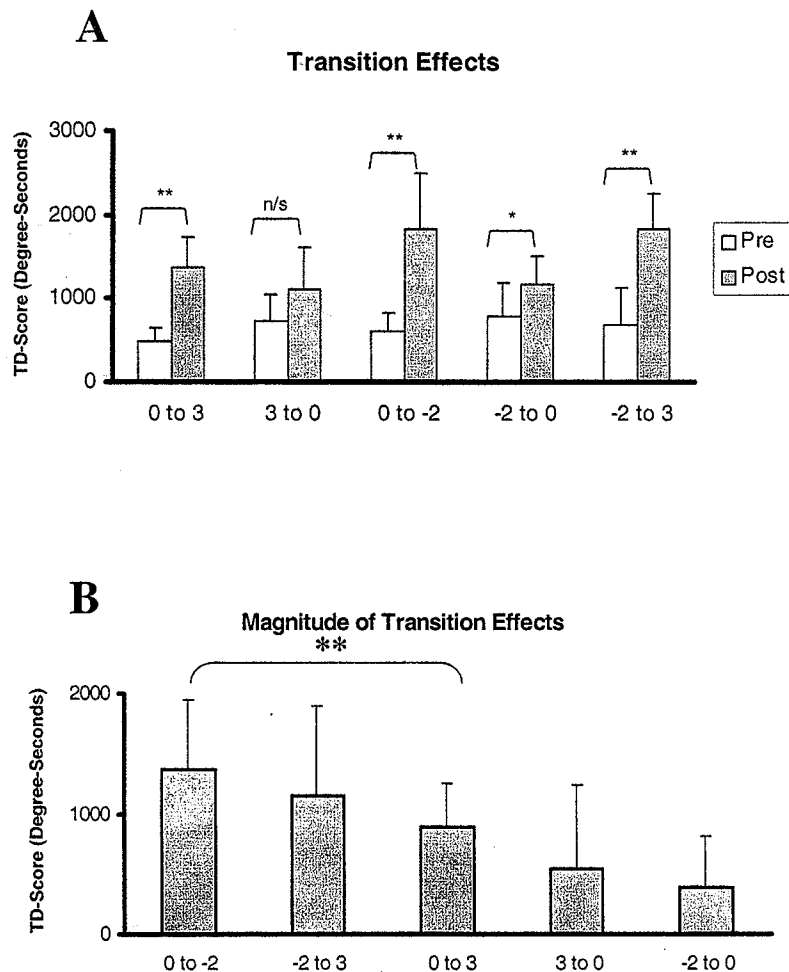 A
Transition Effects
TD-Score (Degree-Seconds)
3000
2000
1000
0
**
n/s
**
*
**
Pre
Post
0 to 3
3 to 0
0 to -2
-2 to 0
-2 to 3
B
Magnitude of Transition Effects
**
TD-Score (Degree-Seconds)
2000
1000
0
0 to -2
-2 to 3
0 to 3
3 to 0
-2 to 0